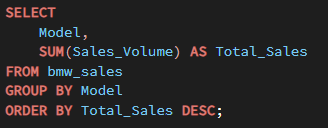 SELECT
    Model,
    SUM(Sales_Volume) AS Total_Sales
FROM bmw_sales
GROUP BY Model
ORDER BY Total_Sales DESC;